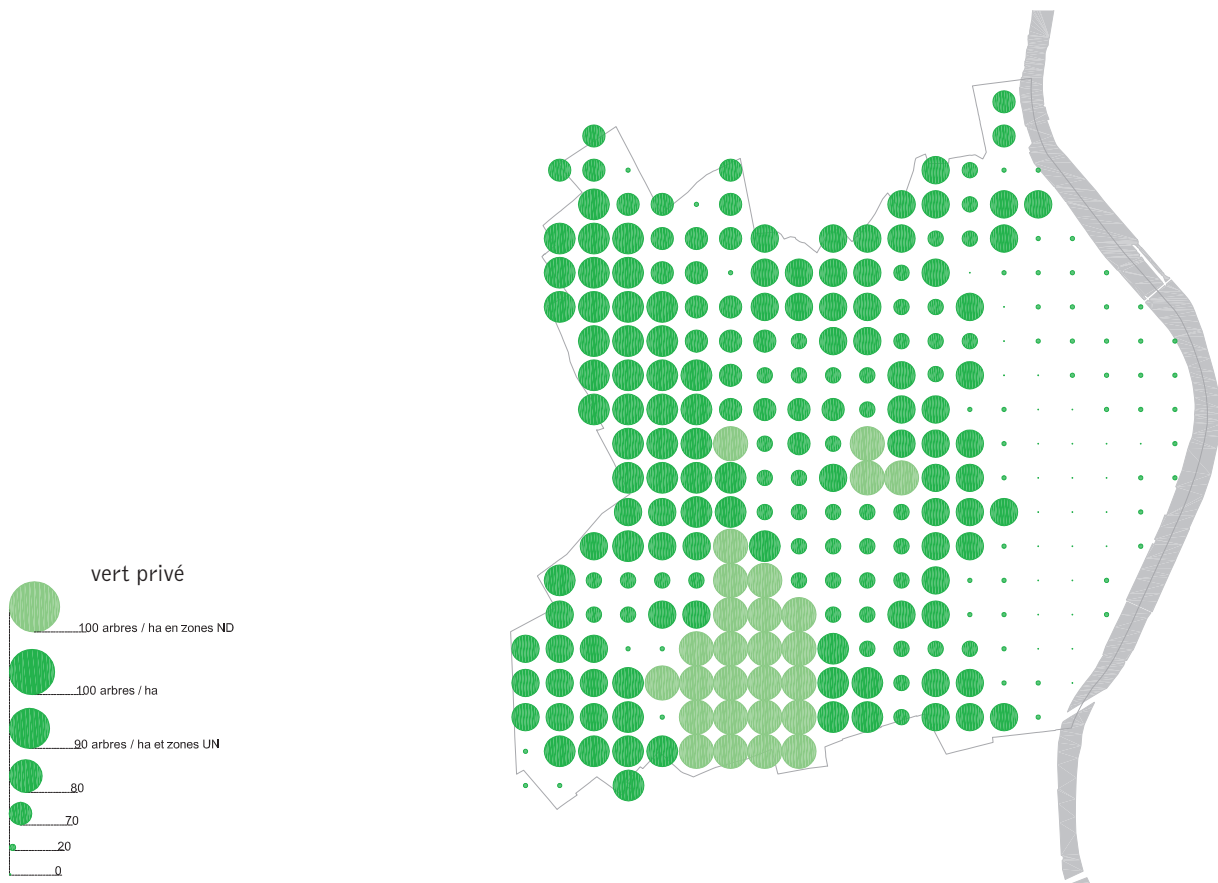 vert privé
100 arbres / ha en zones ND
100 arbres / ha
90 arbres / ha et zones UN
80
70
20
0